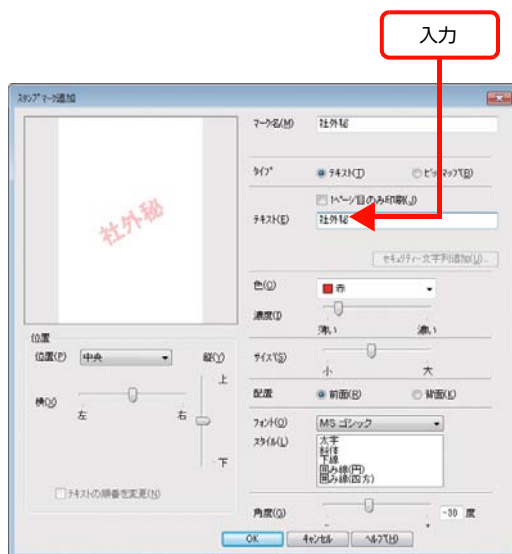 入力
スタンプマーク追加
マーク名(M) 社外秘
タイプ テキスト(T) ビットマップ(B)
1ページ目のみ印刷(J)
テキスト(E) 社外秘
セキュリティー文字列追加(U)...
色(C) 赤
濃度(I)
薄い 濃い
サイズ(S)
小 大
配置 前面(R) 背面(K)
フォント(O) MS ゴシック
スタイル(L) 太字
斜体
下線
囲み線(円)
囲み線(四方)
角度(G) -30 度
社外秘
位置
位置(P) 中央 縦(Y)
上
横(X)
左 右
下
テキストの順番を変更(N)
OK キャンセル ヘルプ(H)